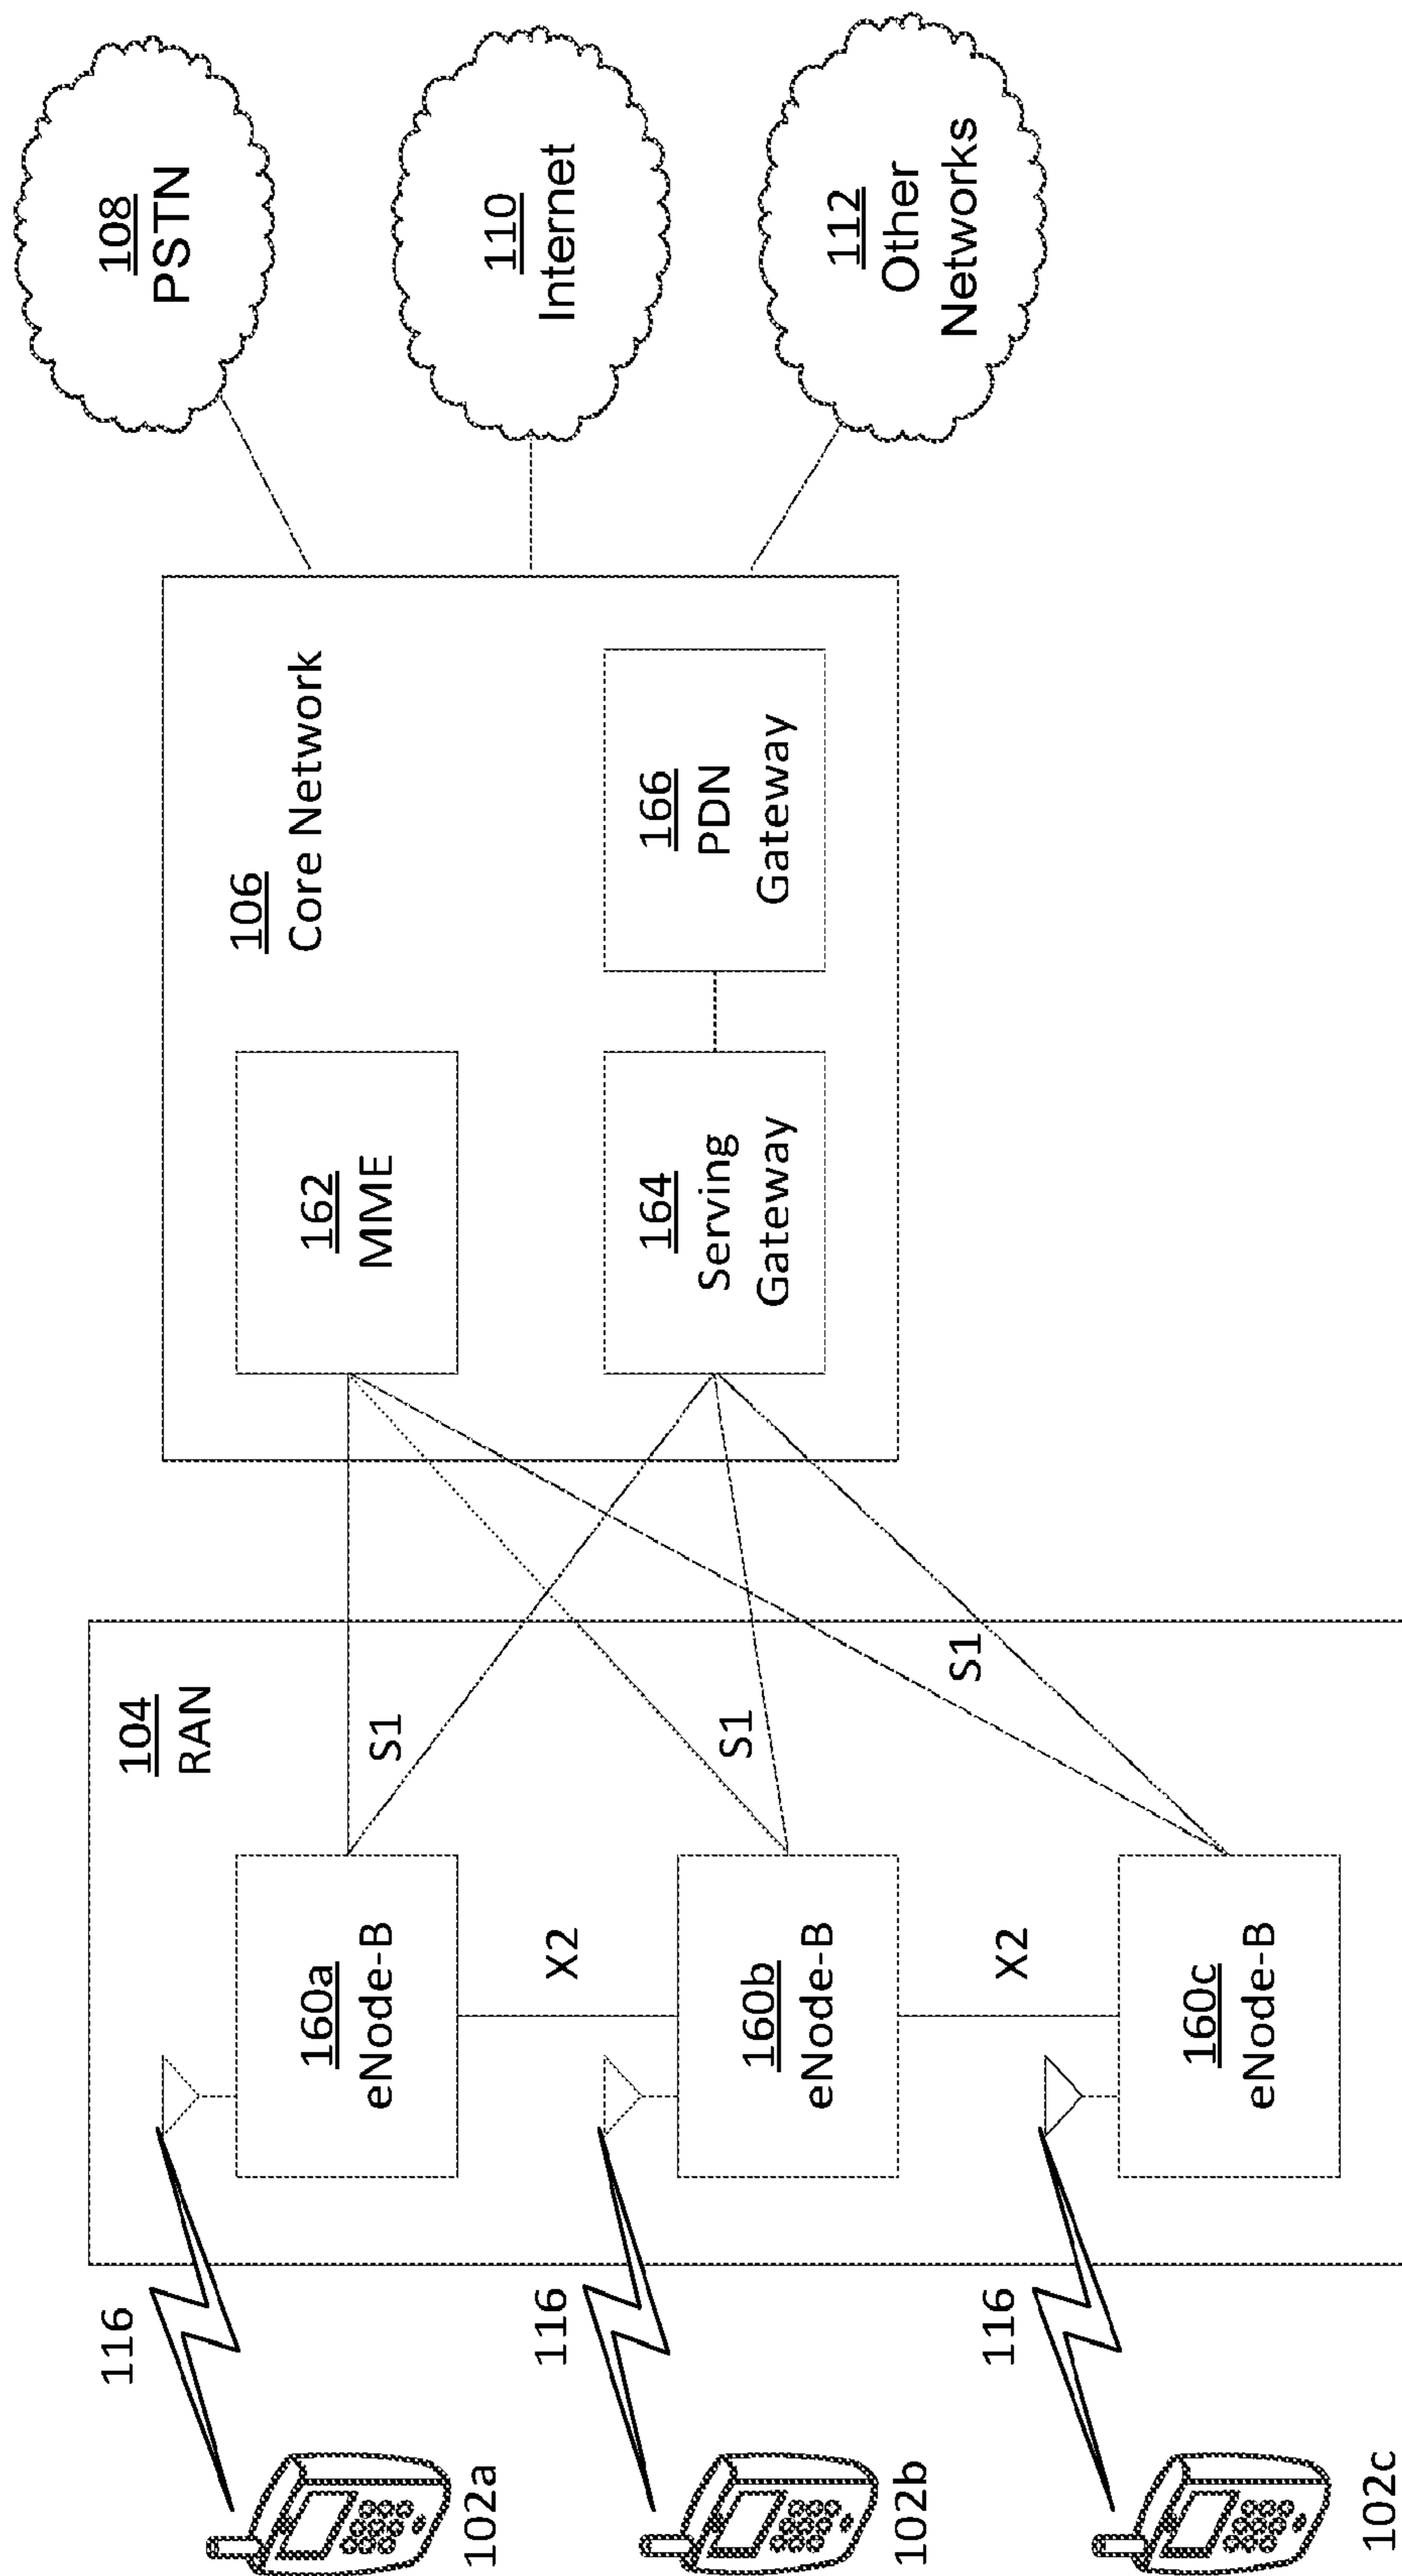 108
PSTN
110
Internet
112
Other
Networks
106
Core Network
162
MME
164
Serving
Gateway
166
PDN
Gateway
104
RAN
S1
S1
S1
160a
eNode-B
X2
160b
eNode-B
X2
160c
eNode-B
116
116
116
102a
102b
102c